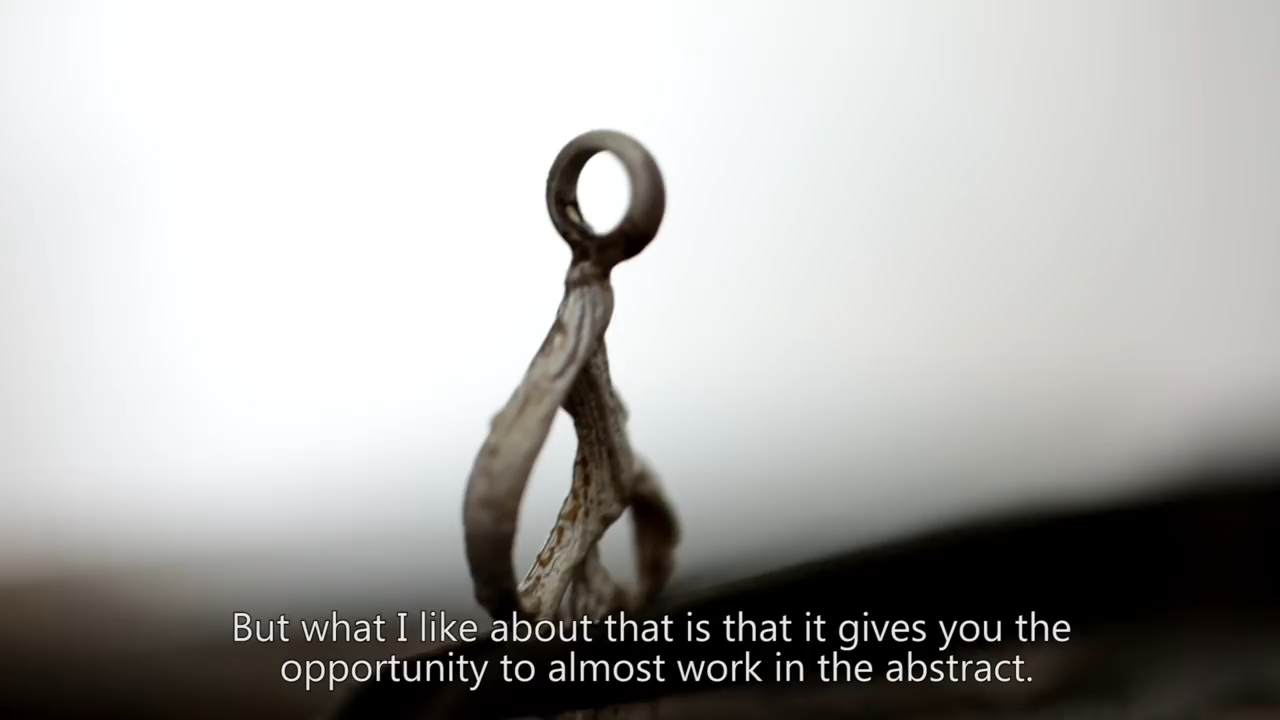 But what I like about that is that it gives you the
opportunity to almost work in the abstract.